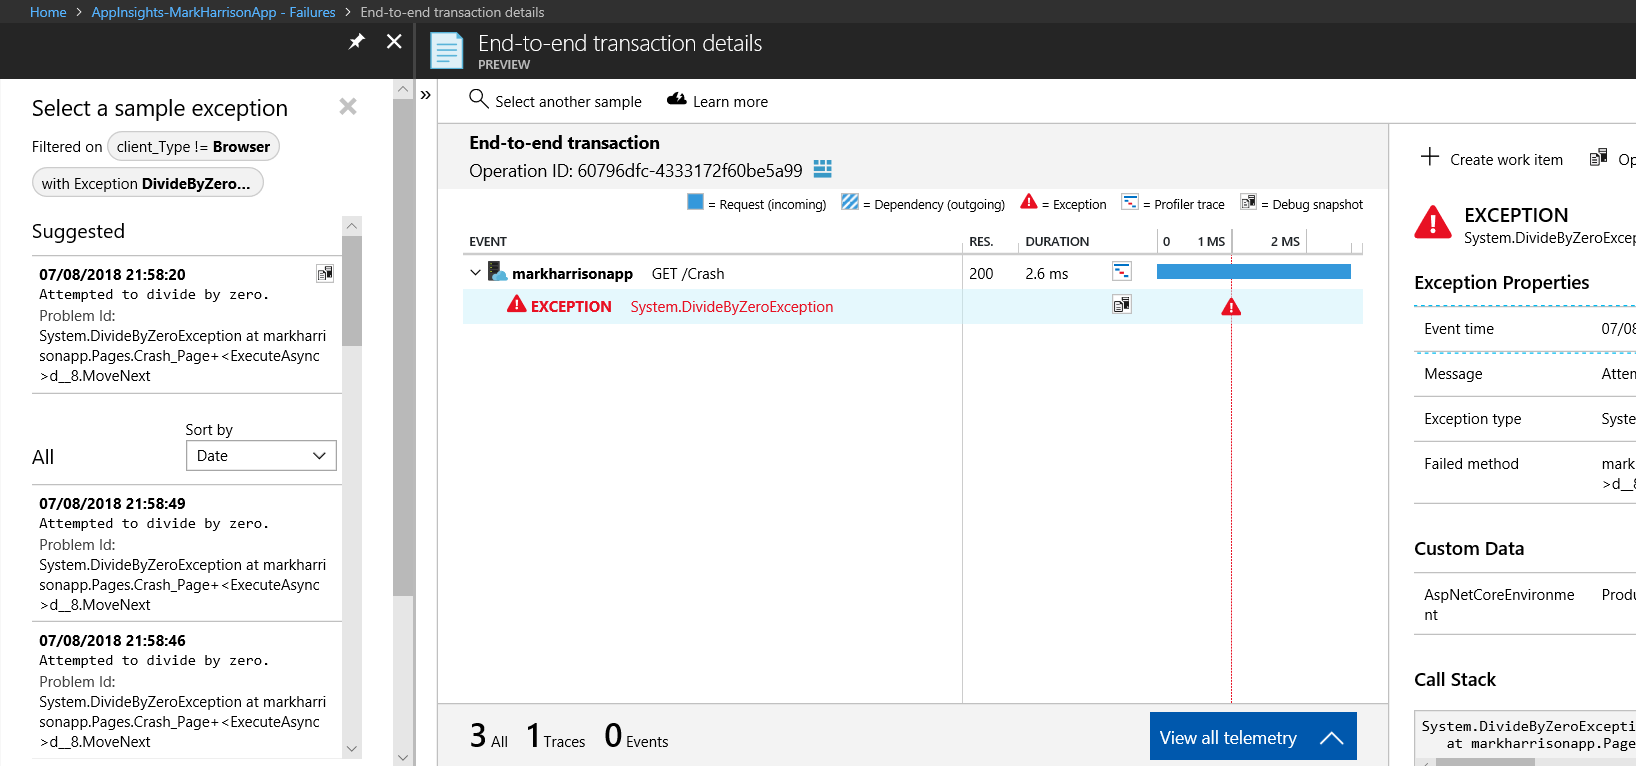 Home > AppInsights-MarkHarrisonApp - Failures > End-to-end transaction details
End-to-end transaction details
PREVIEW
Select a sample exception
Filtered on client_Type != Browser
with Exception DivideByZero...
Suggested
07/08/2018 21:58:20
Attempted to divide by zero.
Problem Id:
System.DivideByZeroException at markharri
sonapp.Pages.Crash_Page+<ExecuteAsync
>d__8.MoveNext
Sort by
All
Date
07/08/2018 21:58:49
Attempted to divide by zero.
Problem Id:
System.DivideByZeroException at markharri
sonapp.Pages.Crash_Page+<ExecuteAsync
>d__8.MoveNext
07/08/2018 21:58:46
Attempted to divide by zero.
Problem Id:
System.DivideByZeroException at markharri
sonapp.Pages.Crash_Page+<ExecuteAsync
>d__8.MoveNext
»
Select another sample Learn more
End-to-end transaction
Operation ID: 60796dfc-4333172f60be5a99
= Request (incoming) = Dependency (outgoing) = Exception = Profiler trace = Debug snapshot
EVENT RES. DURATION 0 1 MS 2 MS
markharrisonapp GET /Crash 200 2.6 ms
EXCEPTION System.DivideByZeroException
3 All 1 Traces 0 Events
View all telemetry
Create work item Op
EXCEPTION
System.DivideByZeroExcep
Exception Properties
Event time 07/08
Message Attem
Exception type Syste
Failed method mark
>d__8
Custom Data
AspNetCoreEnvironme Produ
nt
Call Stack
System.DivideByZeroExcepti
at markharrisonapp.Page